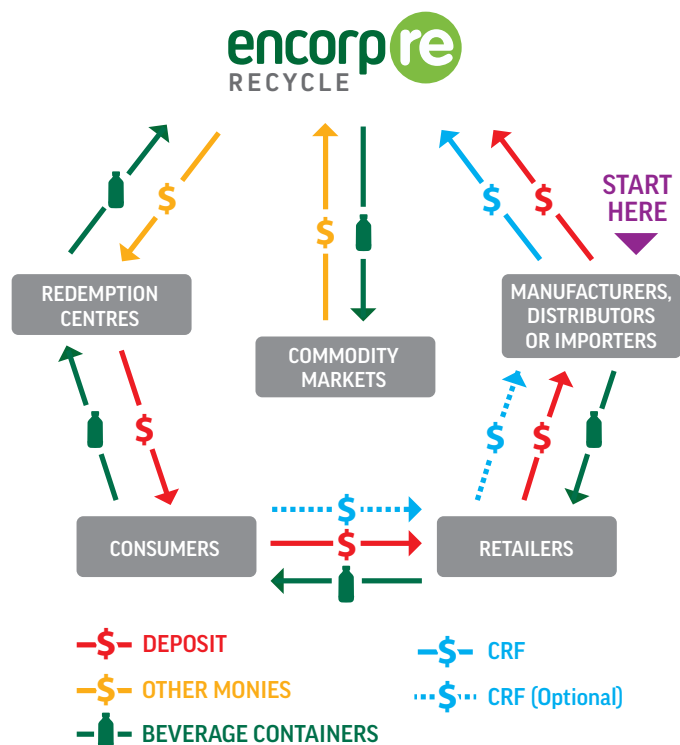 encorp re
RECYCLE
START
HERE
REDEMPTION
CENTRES
COMMODITY
MARKETS
MANUFACTURERS,
DISTRIBUTORS
OR IMPORTERS
CONSUMERS
RETAILERS
$ DEPOSIT
$ CRF
$ OTHER MONIES
$ CRF (Optional)
BEVERAGE CONTAINERS